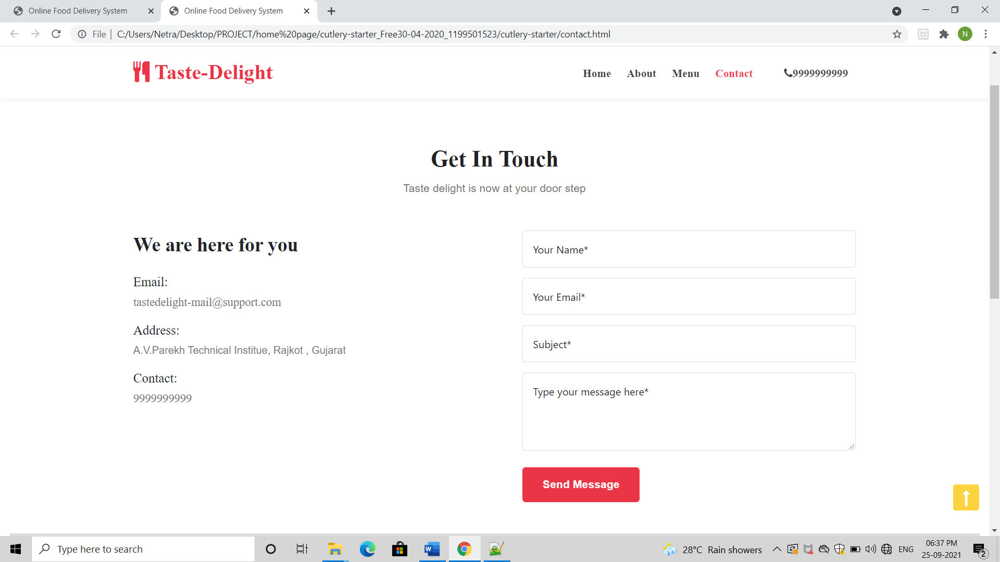 Online Food Delivery System
Online Food Delivery System
File
C:/Users/Netra/Desktop/PROJECT/home%20page/cutlery-starter_Free30-04-2020_1199501523/cutlery-starter/contact.html
N
Taste-Delight
Home About Menu Contact 9999999999
Get In Touch
Taste delight is now at your door step
We are here for you
Email:
tastedelight-mail@support.com
Address:
A.V.Parekh Technical Institue, Rajkot , Gujarat
Contact:
9999999999
Your Name*
Your Email*
Subject*
Type your message here*
Send Message
Type here to search
W
28°C Rain showers
ENG
06:37 PM
25-09-2021
2